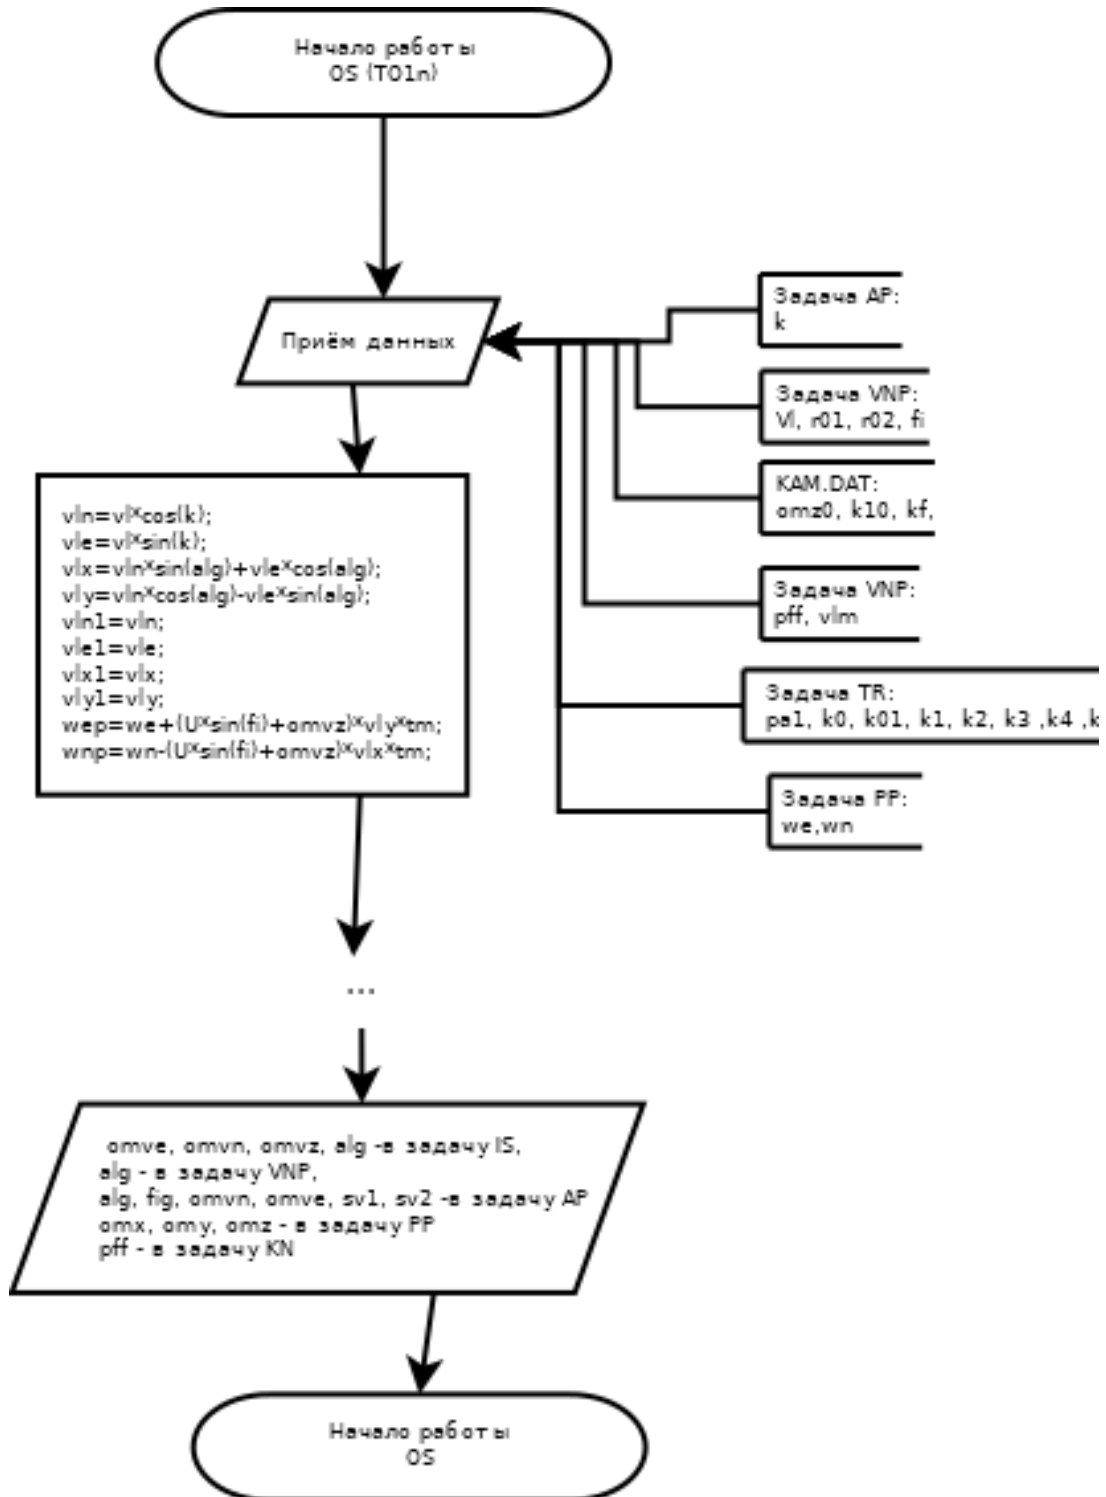 Начало работы
OS (TO1n)
Приём данных
Задача AP:
k
Задача VNP:
Vl, r01, r02, fi
KAM.DAT:
omz0, k10, kf,
Задача VNP:
pff, vlm
Задача TR:
pa1, k0, k01, k1, k2, k3 ,k4 ,k
Задача PP:
we,wn
vln=vl*cos(k);
vle=vl*sin(k);
vlx=vln*sin(alg)+vle*cos(alg);
vly=vln*cos(alg)-vle*sin(alg);
vln1=vln;
vle1=vle;
vlx1=vlx;
vly1=vly;
wep=we+(U*sin(fi)+omvz)*vly*tm;
wnp=wn-(U*sin(fi)+omvz)*vlx*tm;
...
omve, omvn, omvz, alg -в задачу IS,
alg - в задачу VNP,
alg, fig, omvn, omve, sv1, sv2 -в задачу AP
omx, omy, omz - в задачу PP
pff - в задачу KN
Начало работы
OS